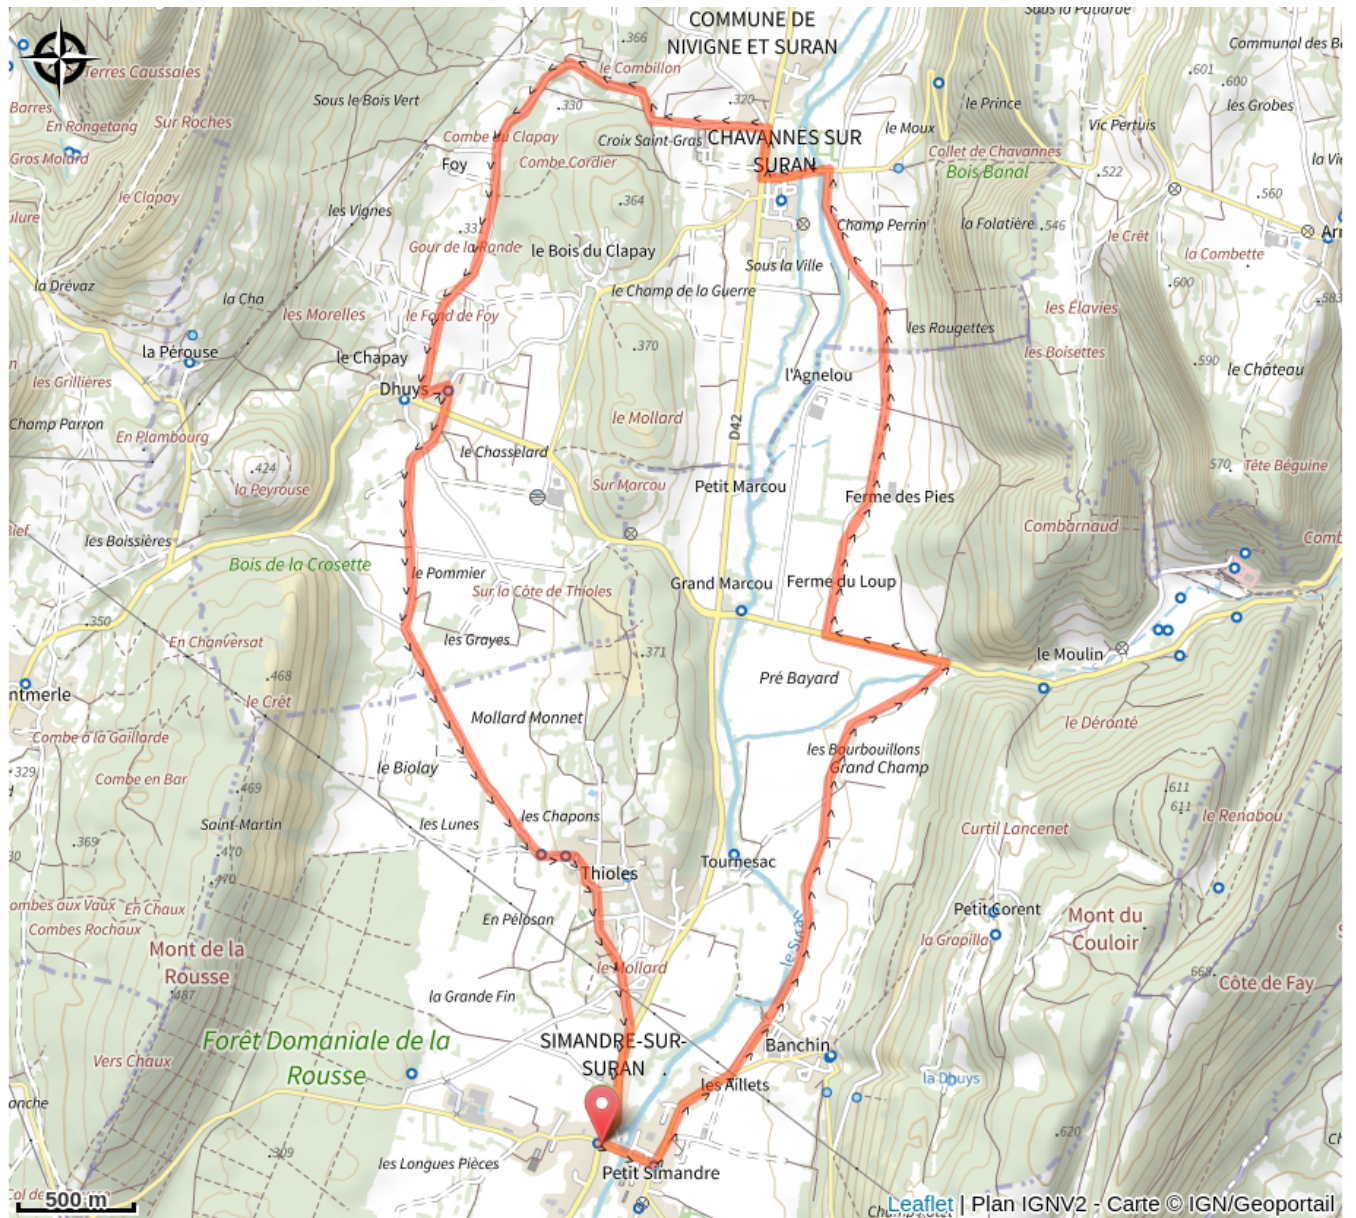 COMMUNE DE
NIVIGNE ET SURAN
.366
le Combillon
Communal des B
.601
.600
les Grobes
Terres Caussales
Barres
En Rongetang
Sur Roches
Gros Molard
Sous le Bois Vert
.330
.320
le Prince
Vic Pertuis
le Moux
Combe du Clapay
Croix Saint-Gras
CHAVANNES SUR
SURAN
Collet de Chavannes
Bois Banal
.522
Foy
Combe Cordier
le Clapay
.560
les Vignes
.364
Champ Perrin
la Folatière
.546
le Crêt
.331
Gour de la Rande
le Bois du Clapay
Sous la Ville
la Combette
la Drévaz
la Cha
le Champ de la Guerre
.600
les Morelles
le Fond de Foy
les Élavies
les Rougettes
la Pérouse
le Chapay
.370
les Boisettes
.590
le Château
les Grillières
Dhuys
l'Agnelou
Champ Parron
En Plambourg
le Mollard
D42
.424
la Peyrouse
le Chasselard
570
Tête Béguine
Sur Marcou
Petit Marcou
Ferme des Pies
Combarnaud
les Boissières
Bois de la Crosette
le Pommier
Sur la Côte de Thioles
Grand Marcou
Ferme du Loup
.350
En Chanversat
les Grayes
.371
le Moulin
.468
Pré Bayard
ntmerle
le Crêt
Mollard Monnet
le Déronté
Combe à la Gaillarde
les Bourbouillons
Grand Champ
329
Combe en Bar
le Biolay
.469
.611
611
le Renabou
Saint-Martin
les Lunes
les Chapons
Curtil Lancenet
.369
.470
.470
Thioles
Tournesac
ombes aux Vaux
En Chaux
Combes Rochaux
En Pélosan
Petit Corent
Mont du
Couloir
la Grapilla
Mont de la
Rousse
le Suran
le Mollard
668
Côte de Fay
.487
la Grande Fin
Forêt Domaniale de la
Rousse
SIMANDRE-SUR-
SURAN
Banchin
Vers Chaux
les Aillets
la Dhuys
anche
.620
.309
les Longues Pièces
Petit Simandre
500 m
Leaflet | Plan IGNV2 - Carte © IGN/Geoportail